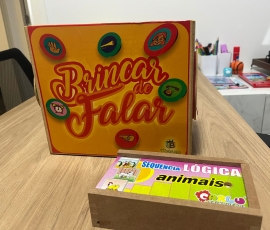 Brincar
de
Falar
SEQUÊNCIA LÓGICA
animais